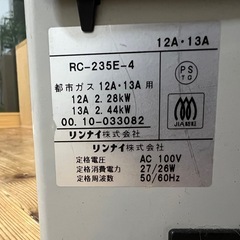 12A・13A
RC-235E-4
都市ガス 12A・13A 用
12A 2.28kW
13A 2.44kW
00.10-033082
リンナイ株式会社
PS
TG
リンナイ株式会社
定格電圧 AC 100V
定格消費電力 27/26W
定格周波数 50/60Hz